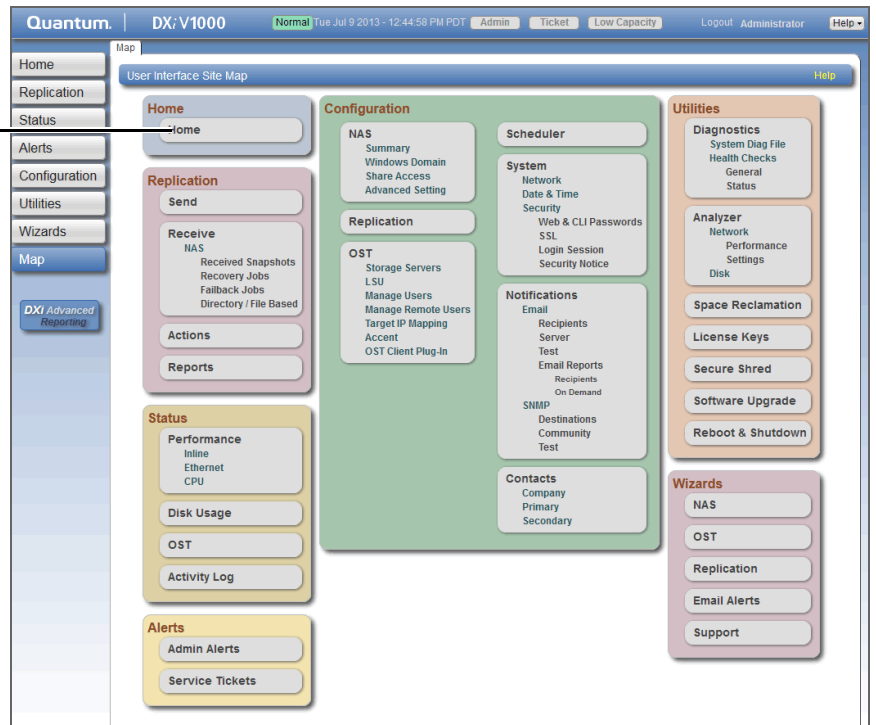 Quantum. DXi V1000 Normal Tue Jul 9 2013 - 12:44:58 PM PDT Admin Ticket Low Capacity Logout Administrator Help
Map
Home
Replication
Status
Alerts
Configuration
Utilities
Wizards
Map
DXi Advanced
Reporting
User Interface Site Map Help
Home
Home
Replication
Send
Receive
NAS
Received Snapshots
Recovery Jobs
Failback Jobs
Directory / File Based
Actions
Reports
Status
Performance
Inline
Ethernet
CPU
Disk Usage
OST
Activity Log
Alerts
Admin Alerts
Service Tickets
Configuration
NAS
Summary
Windows Domain
Share Access
Advanced Setting
Replication
OST
Storage Servers
LSU
Manage Users
Manage Remote Users
Target IP Mapping
Accent
OST Client Plug-In
Scheduler
System
Network
Date & Time
Security
Web & CLI Passwords
SSL
Login Session
Security Notice
Notifications
Email
Recipients
Server
Test
Email Reports
Recipients
On Demand
SNMP
Destinations
Community
Test
Contacts
Company
Primary
Secondary
Utilities
Diagnostics
System Diag File
Health Checks
General
Status
Analyzer
Network
Performance
Settings
Disk
Space Reclamation
License Keys
Secure Shred
Software Upgrade
Reboot & Shutdown
Wizards
NAS
OST
Replication
Email Alerts
Support